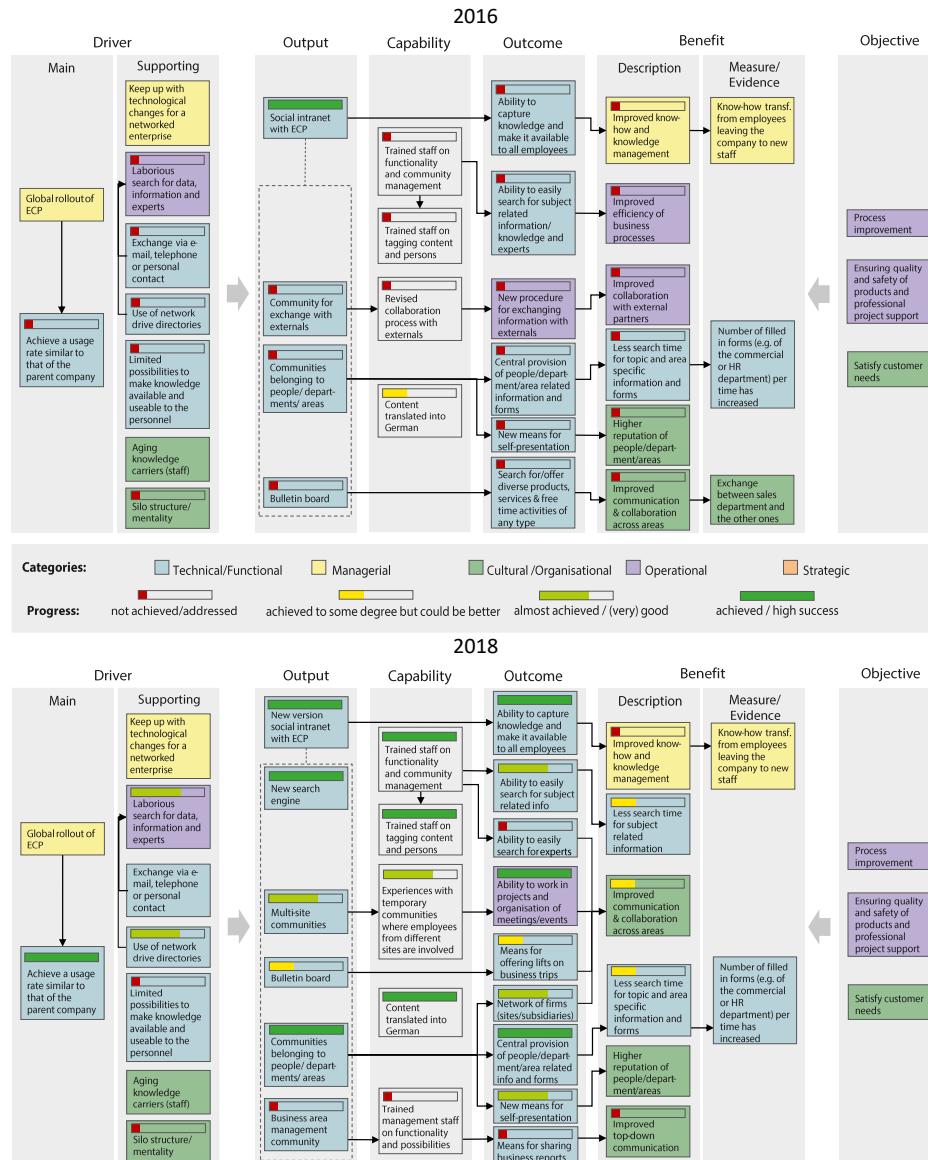 2016
Driver
Output
Capability
Outcome
Benefit
Objective
Main
Supporting
Description
Measure/
Evidence
Keep up with
technological
changes for a
networked
enterprise
Laborious
search for data,
information and
experts
Global rollout of
ECP
Exchange via e-
mail, telephone
or personal
contact
Use of network
drive directories
Achieve a usage
rate similar to
that of the
parent company
Limited
possibilities to
make knowledge
available and
useable to the
personnel
Aging
knowledge
carriers (staff)
Silo structure/
mentality
Social intranet
with ECP
Community for
exchange with
externals
Communities
belonging to
people/ depart-
ments/ areas
Bulletin board
Trained staff on
functionality
and community
management
Trained staff on
tagging content
and persons
Revised
collaboration
process with
externals
Content
translated into
German
Ability to
capture
knowledge and
make it available
to all employees
Ability to easily
search for subject
related
information/
knowledge and
experts
New procedure
for exchanging
information with
externals
Central provision
of people/depart-
ment/area related
information and
forms
New means for
self-presentation
Search for/offer
diverse products,
services & free
time activities of
any type
Improved know-
how and
knowledge
management
Improved
efficiency of
business
processes
Improved
collaboration
with external
partners
Less search time
for topic and area
specific
information and
forms
Higher
reputation of
people/depart-
ment/areas
Improved
communication
& collaboration
across areas
Know-how transf.
from employees
leaving the
company to new
staff
Number of filled
in forms (e.g. of
the commercial
or HR
department) per
time has
increased
Exchange
between sales
department and
the other ones
Process
improvement
Ensuring quality
and safety of
products and
professional
project support
Satisfy customer
needs
Categories:
Technical/Functional
Managerial
Cultural /Organisational
Operational
Strategic
Progress:
not achieved/addressed
achieved to some degree but could be better
almost achieved / (very) good
achieved / high success
2018
Driver
Output
Capability
Outcome
Benefit
Objective
Main
Supporting
Description
Measure/
Evidence
Keep up with
technological
changes for a
networked
enterprise
Laborious
search for data,
information and
experts
Global rollout of
ECP
Exchange via e-
mail, telephone
or personal
contact
Use of network
drive directories
Achieve a usage
rate similar to
that of the
parent company
Limited
possibilities to
make knowledge
available and
useable to the
personnel
Aging
knowledge
carriers (staff)
Silo structure/
mentality
New version
social intranet
with ECP
New search
engine
Multi-site
communities
Bulletin board
Communities
belonging to
people/ depart-
ments/ areas
Business area
management
community
Trained staff on
functionality
and community
management
Trained staff on
tagging content
and persons
Experiences with
temporary
communities
where employees
from different
sites are involved
Content
translated into
German
Trained
management staff
on functionality
and possibilities
Ability to capture
knowledge and
make it available
to all employees
Ability to easily
search for subject
related info
Ability to easily
search for experts
Ability to work in
projects and
organisation of
meetings/events
Means for
offering lifts on
business trips
Network of firms
(sites/subsidiaries)
Central provision
of people/depart-
ment/area related
info and forms
New means for
self-presentation
Means for sharing
business reports
Improved know-
how and
knowledge
management
Less search time
for subject
related
information
Improved
communication
& collaboration
across areas
Less search time
for topic and area
specific
information and
forms
Higher
reputation of
people/depart-
ment/areas
Improved
top-down
communication
Know-how transf.
from employees
leaving the
company to new
staff
Number of filled
in forms (e.g. of
the commercial
or HR
department) per
time has
increased
Process
improvement
Ensuring quality
and safety of
products and
professional
project support
Satisfy customer
needs